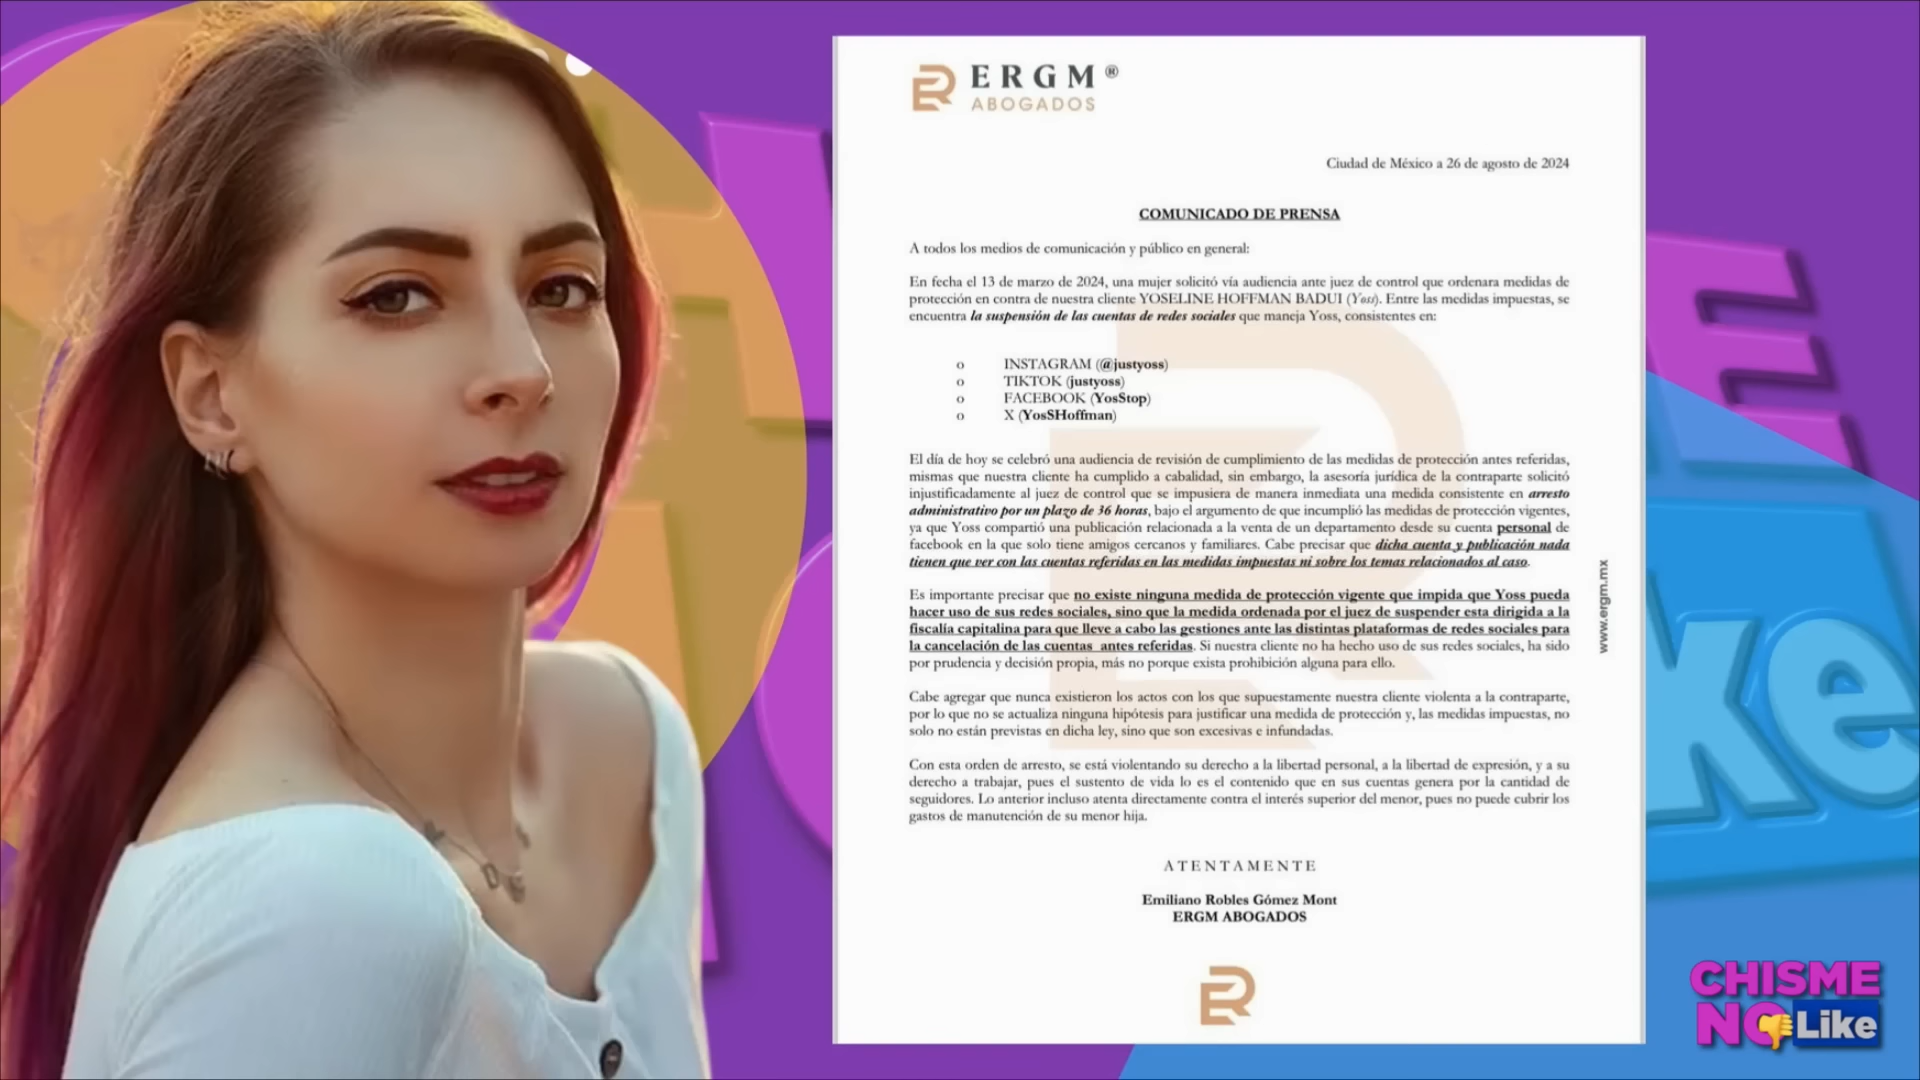 ERGM®
ABOGADOS
Ciudad de México a 26 de agosto de 2024
COMUNICADO DE PRENSA
A todos los medios de comunicación y público en general:
En fecha el 13 de marzo de 2024, una mujer solicitó vía audiencia ante juez de control que ordenara medidas de
protección en contra de nuestra cliente YOSELINE HOFFMAN BADUI (Yoss). Entre las medidas impuestas, se
encuentra la suspensión de las cuentas de redes sociales que maneja Yoss, consistentes en:
o INSTAGRAM (@justyoss)
o TIKTOK (justyoss)
o FACEBOOK (YosStop)
o X (YosSHoffman)
El día de hoy se celebró una audiencia de revisión de cumplimiento de las medidas de protección antes referidas,
mismas que nuestra cliente ha cumplido a cabalidad, sin embargo, la asesoría jurídica de la contraparte solicitó
injustificadamente al juez de control que se impusiera de manera inmediata una medida consistente en arresto
administrativo por un plazo de 36 horas, bajo el argumento de que incumplió las medidas de protección vigentes,
ya que Yoss compartió una publicación relacionada a la venta de un departamento desde su cuenta personal de
facebook en la que solo tiene amigos cercanos y familiares. Cabe precisar que dicha cuenta y publicación nada
tienen que ver con las cuentas referidas en las medidas impuestas ni sobre los temas relacionados al caso.
Es importante precisar que no existe ninguna medida de protección vigente que impida que Yoss pueda
hacer uso de sus redes sociales, sino que la medida ordenada por el juez de suspender esta dirigida a la
fiscalía capitalina para que lleve a cabo las gestiones ante las distintas plataformas de redes sociales para
la cancelación de las cuentas antes referidas. Si nuestra cliente no ha hecho uso de sus redes sociales, ha sido
por prudencia y decisión propia, más no porque exista prohibición alguna para ello.
Cabe agregar que nunca existieron los actos con los que supuestamente nuestra cliente violenta a la contraparte,
por lo que no se actualiza ninguna hipótesis para justificar una medida de protección y, las medidas impuestas, no
solo no están previstas en dicha ley, sino que son excesivas e infundadas.
Con esta orden de arresto, se está violentando su derecho a la libertad personal, a la libertad de expresión, y a su
derecho a trabajar, pues el sustento de vida lo es el contenido que en sus cuentas genera por la cantidad de
seguidores. Lo anterior incluso atenta directamente contra el interés superior del menor, pues no puede cubrir los
gastos de manutención de su menor hija.
ATENTAMENTE
Emiliano Robles Gómez Mont
ERGM ABOGADOS
www.ergm.mx
CHISME
NO Like